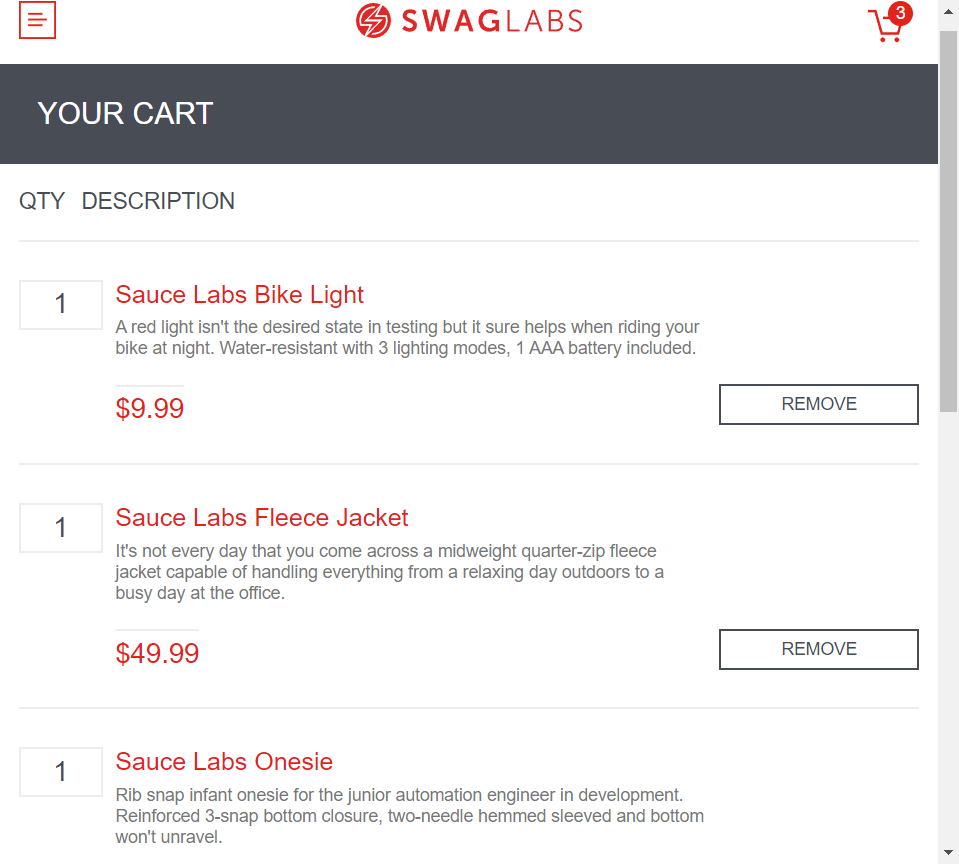 SWAGLABS
3
YOUR CART
QTY DESCRIPTION
1
Sauce Labs Bike Light
A red light isn't the desired state in testing but it sure helps when riding your
bike at night. Water-resistant with 3 lighting modes, 1 AAA battery included.
$9.99
REMOVE
1
Sauce Labs Fleece Jacket
It's not every day that you come across a midweight quarter-zip fleece
jacket capable of handling everything from a relaxing day outdoors to a
busy day at the office.
$49.99
REMOVE
1
Sauce Labs Onesie
Rib snap infant onesie for the junior automation engineer in development.
Reinforced 3-snap bottom closure, two-needle hemmed sleeved and bottom
won't unravel.